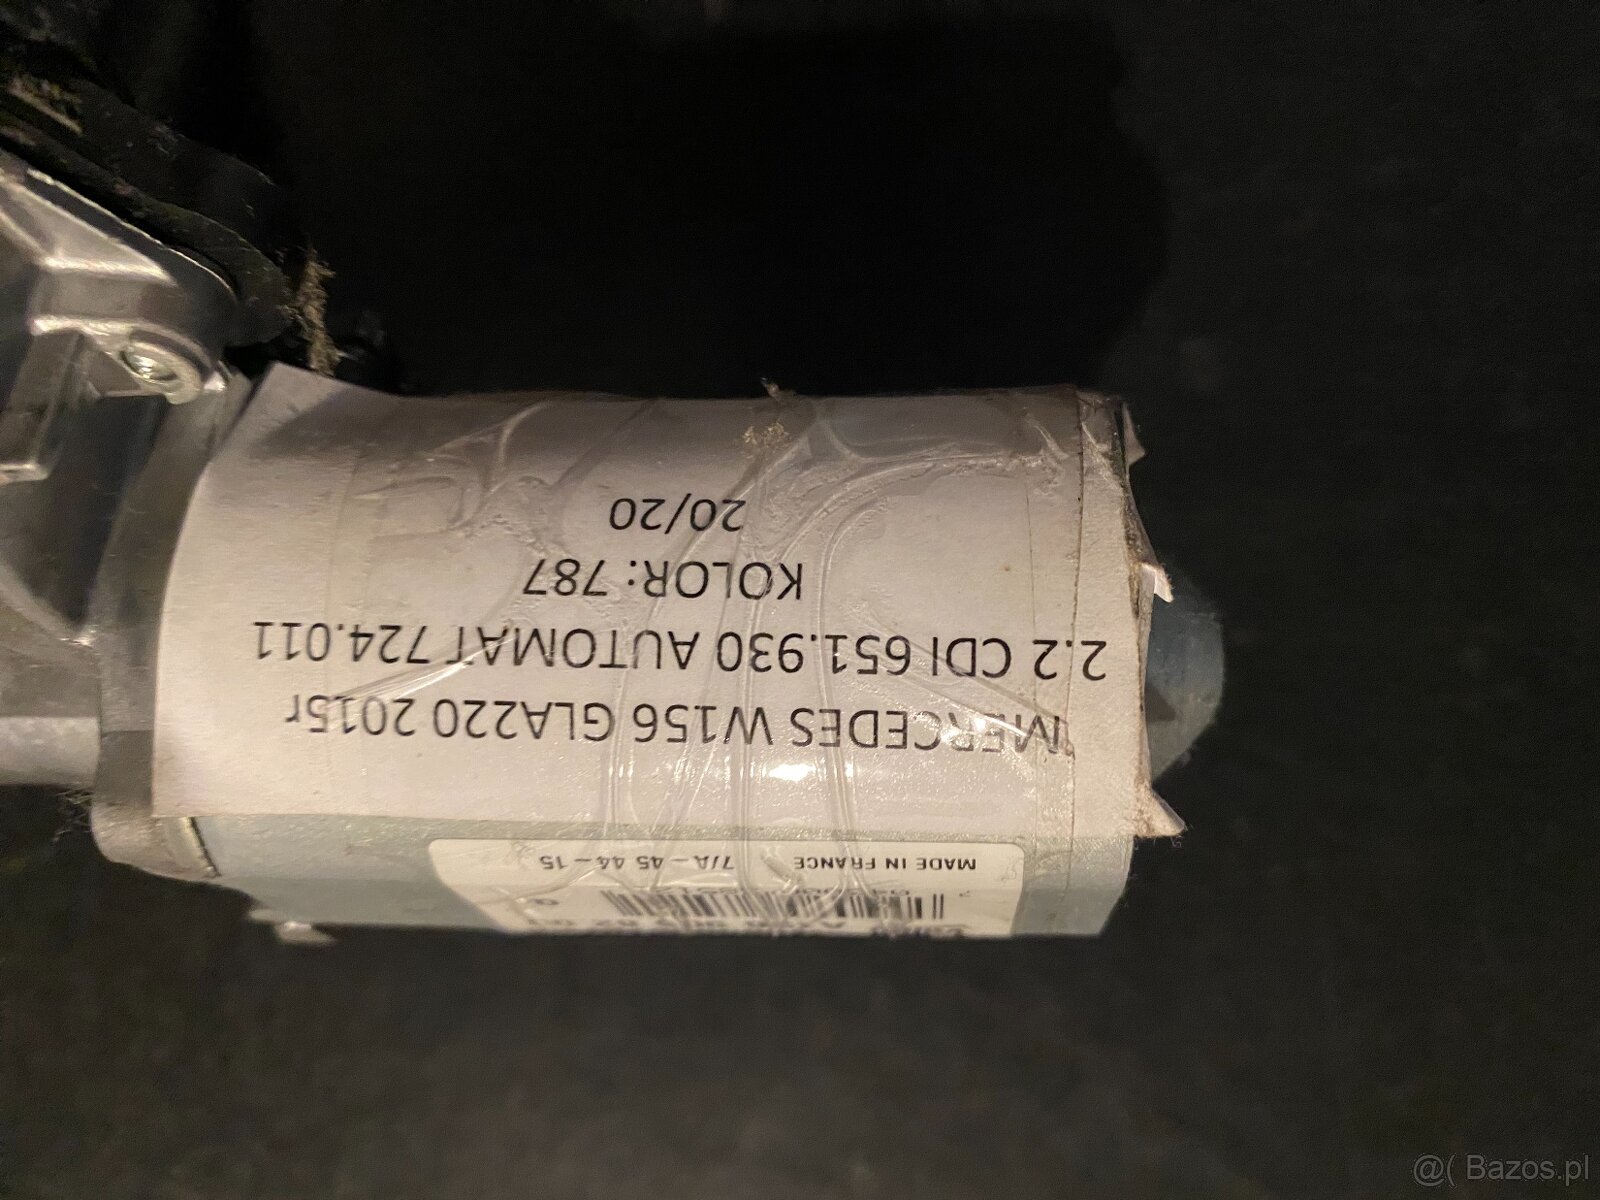 MERCEDES W156 GLA220 2015r
2.2 CDI 651.930 AUTOMAT 724.011
KOLOR: 787
20/20
MADE IN FRANCE 7/A - 45 44 - 15
@( Bazos.pl